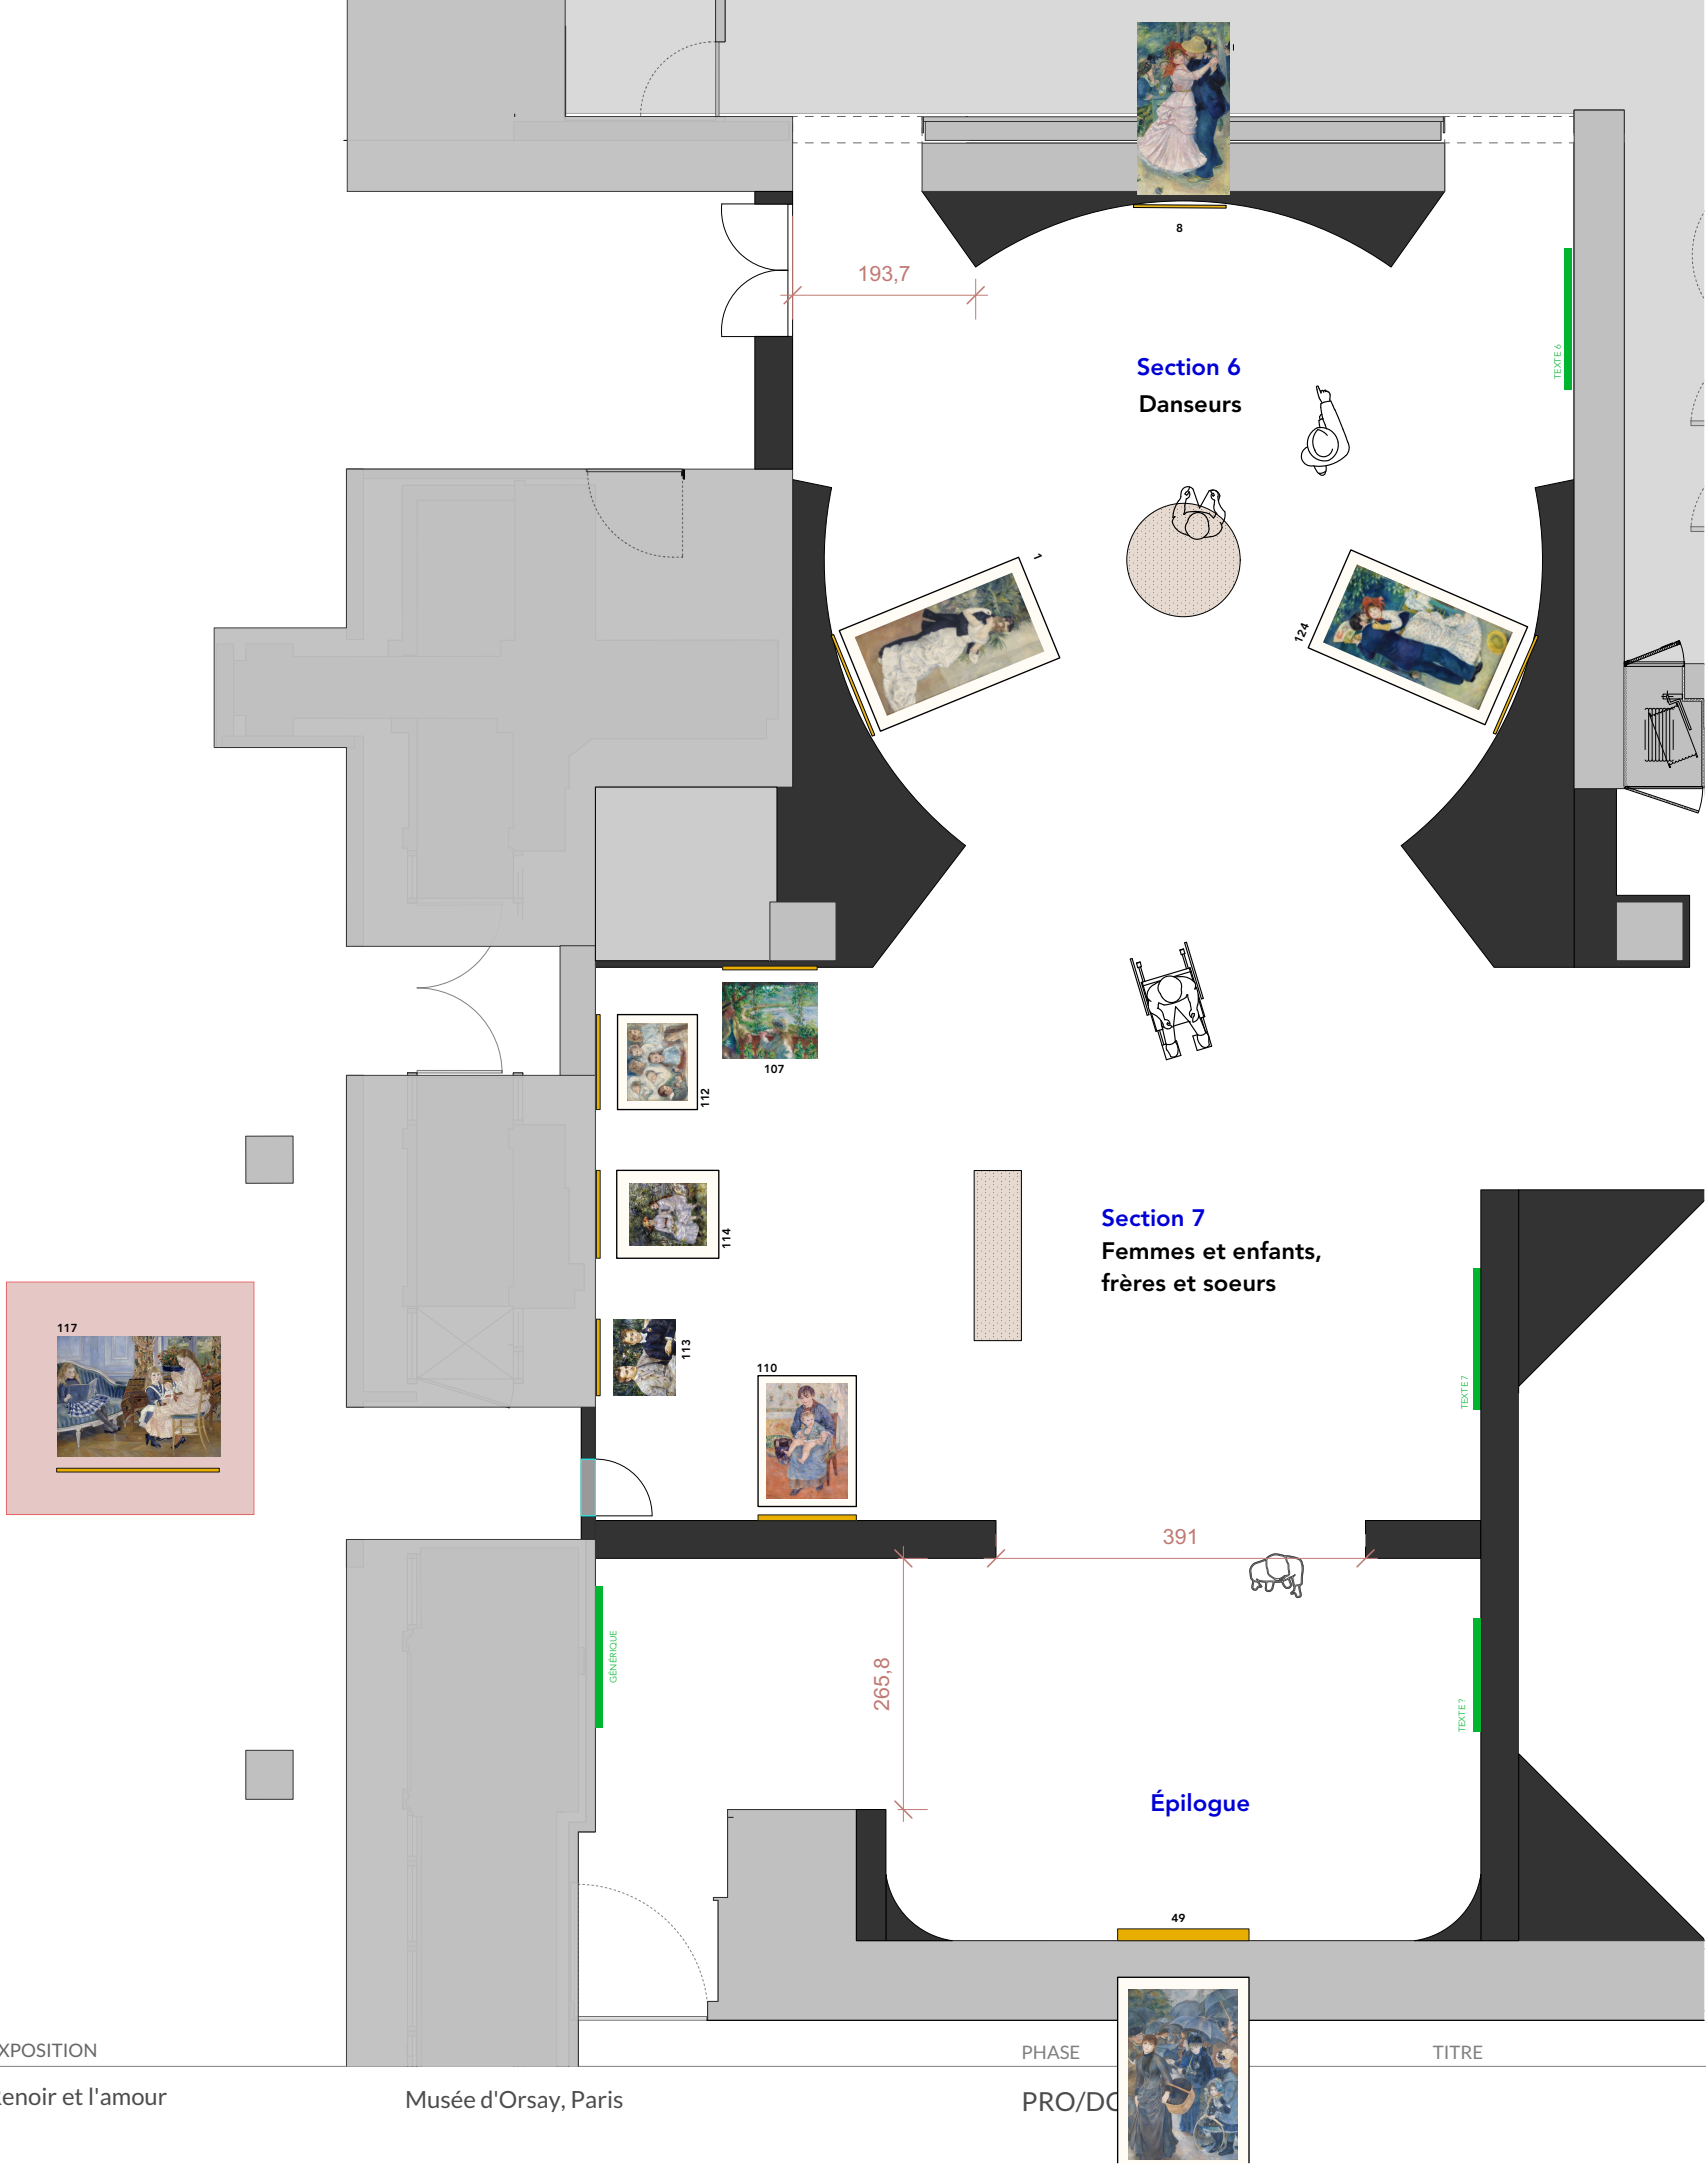 8
193,7
Section 6
Danseurs
TEXTE 6
1
124
107
112
114
Section 7
Femmes et enfants,
frères et soeurs
117
113
110
TEXTE 7
391
GÉNÉRIQUE
265,8
TEXTE ?
Épilogue
49
XPOSITION
PHASE
TITRE
enoir et l'amour
Musée d'Orsay, Paris
PRO/DC